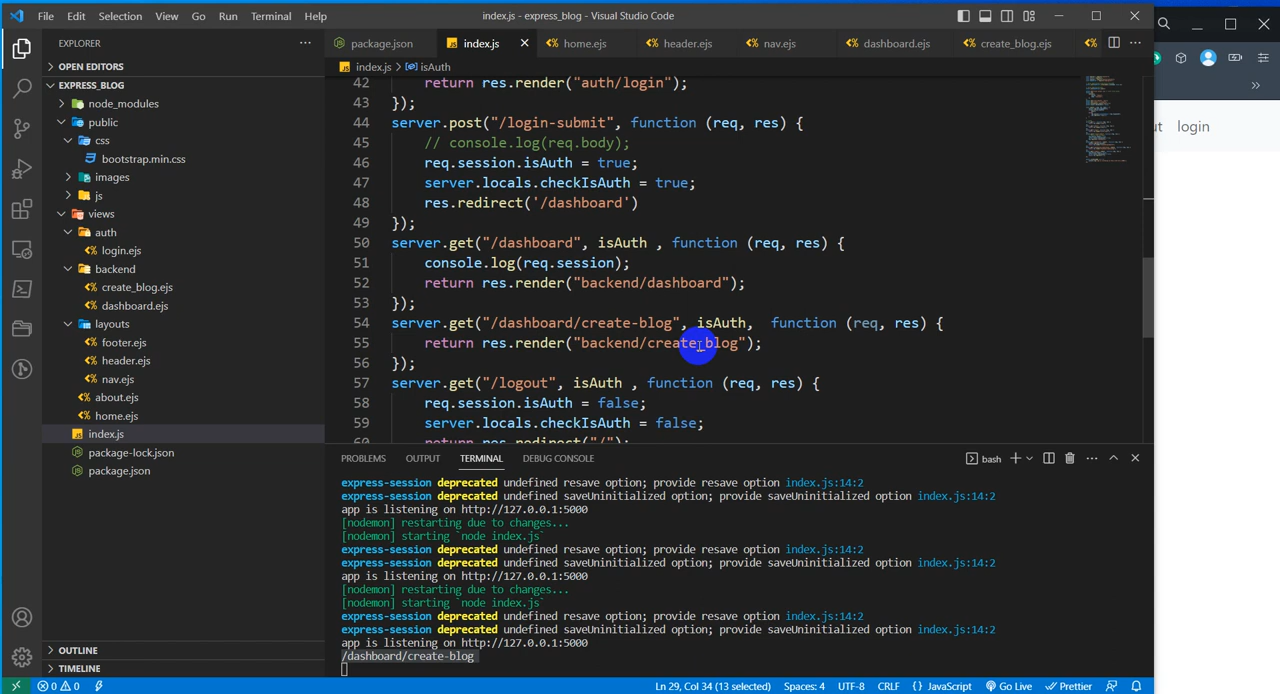 File Edit Selection View Go Run Terminal Help index.js - express_blog - Visual Studio Code
EXPLORER
OPEN EDITORS
EXPRESS_BLOG
node_modules
public
css
bootstrap.min.css
images
js
views
auth
login.ejs
backend
create_blog.ejs
dashboard.ejs
layouts
footer.ejs
header.ejs
nav.ejs
about.ejs
home.ejs
index.js
package-lock.json
package.json
OUTLINE
TIMELINE
package.json index.js home.ejs header.ejs nav.ejs dashboard.ejs create_blog.ejs
index.js > isAuth
42 return res.render("auth/login");
43 });
44 server.post("/login-submit", function (req, res) {
45 // console.log(req.body);
46 req.session.isAuth = true;
47 server.locals.checkIsAuth = true;
48 res.redirect('/dashboard')
49 });
50 server.get("/dashboard", isAuth , function (req, res) {
51 console.log(req.session);
52 return res.render("backend/dashboard");
53 });
54 server.get("/dashboard/create-blog", isAuth, function (req, res) {
55 return res.render("backend/create_blog");
56 });
57 server.get("/logout", isAuth , function (req, res) {
58 req.session.isAuth = false;
59 server.locals.checkIsAuth = false;
60 return res.redirect("/");
PROBLEMS OUTPUT TERMINAL DEBUG CONSOLE bash
express-session deprecated undefined resave option; provide resave option index.js:14:2
express-session deprecated undefined saveUninitialized option; provide saveUninitialized option index.js:14:2
app is listening on http://127.0.0.1:5000
[nodemon] restarting due to changes...
[nodemon] starting `node index.js`
express-session deprecated undefined resave option; provide resave option index.js:14:2
express-session deprecated undefined saveUninitialized option; provide saveUninitialized option index.js:14:2
app is listening on http://127.0.0.1:5000
[nodemon] restarting due to changes...
[nodemon] starting `node index.js`
express-session deprecated undefined resave option; provide resave option index.js:14:2
express-session deprecated undefined saveUninitialized option; provide saveUninitialized option index.js:14:2
app is listening on http://127.0.0.1:5000
/dashboard/create-blog
0 0 Ln 29, Col 34 (13 selected) Spaces: 4 UTF-8 CRLF {} JavaScript Go Live Prettier
ut login